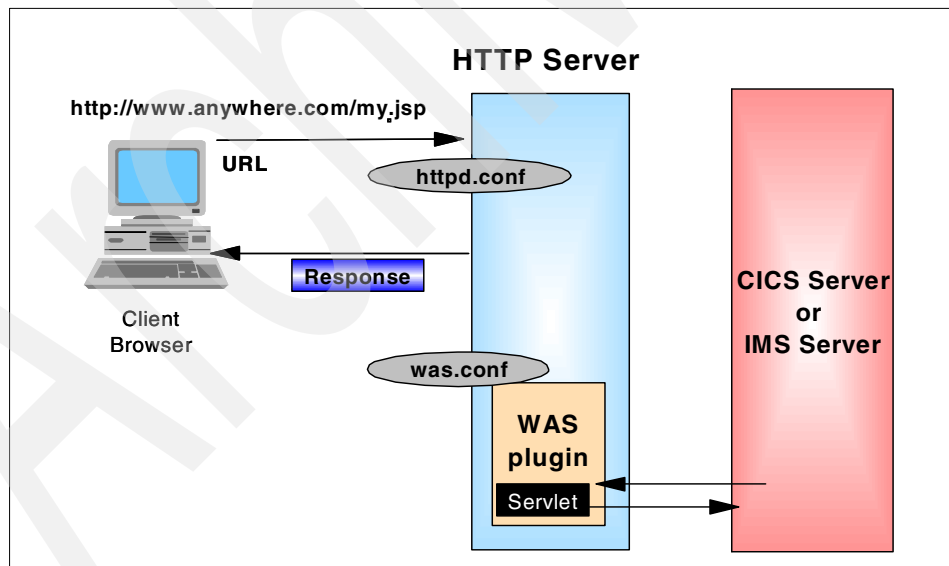 HTTP Server
http://www.anywhere.com/my.jsp
URL
httpd.conf
Response
Client
Browser
CICS Server
or
IMS Server
was.conf
WAS
plugin
Servlet